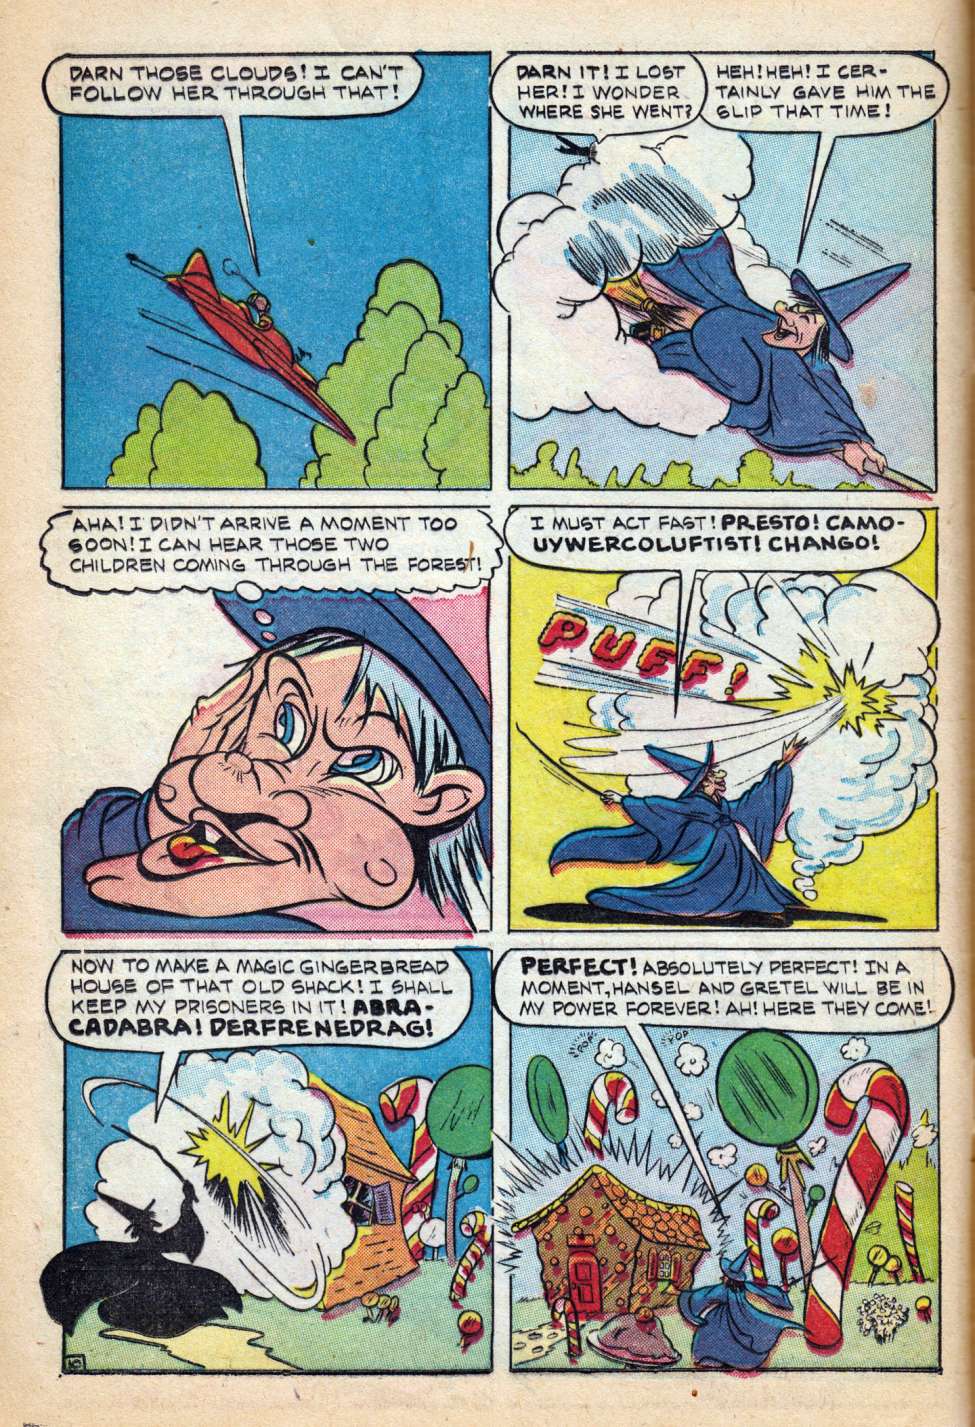 DARN THOSE CLOUDS! I CAN'T
FOLLOW HER THROUGH THAT!
DARN IT! I LOST
HER! I WONDER
WHERE SHE WENT?
HEH! HEH! I CER-
TAINLY GAVE HIM THE
SLIP THAT TIME!
AHA! I DIDN'T ARRIVE A MOMENT TOO
SOON! I CAN HEAR THOSE TWO
CHILDREN COMING THROUGH THE FOREST!
I MUST ACT FAST! PRESTO! CAMO-
UYWERCOLUFTIST! CHANGO!
PUFF!
NOW TO MAKE A MAGIC GINGERBREAD
HOUSE OF THAT OLD SHACK! I SHALL
KEEP MY PRISONERS IN IT! ABRA-
CADABRA! DERFRENEDRAG!
PERFECT! ABSOLUTELY PERFECT! IN A
MOMENT, HANSEL AND GRETEL WILL BE IN
MY POWER FOREVER! AH! HERE THEY COME!
POP
POP